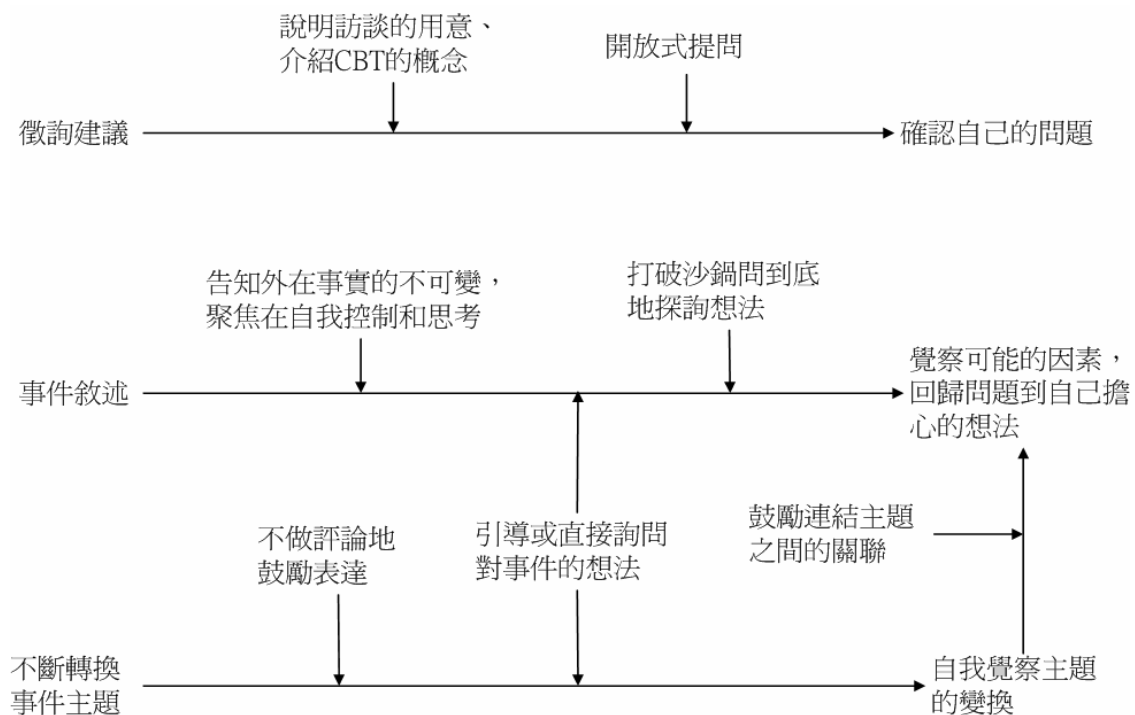 說明訪談的用意、
介紹CBT的概念
開放式提問
徵詢建議
確認自己的問題
告知外在事實的不可變，
聚焦在自我控制和思考
打破沙鍋問到底
地探詢想法
事件敘述
覺察可能的因素，
回歸問題到自己擔
心的想法
不做評論地
鼓勵表達
引導或直接詢問
對事件的想法
鼓勵連結主題
之間的關聯
不斷轉換
事件主題
自我覺察主題
的變換